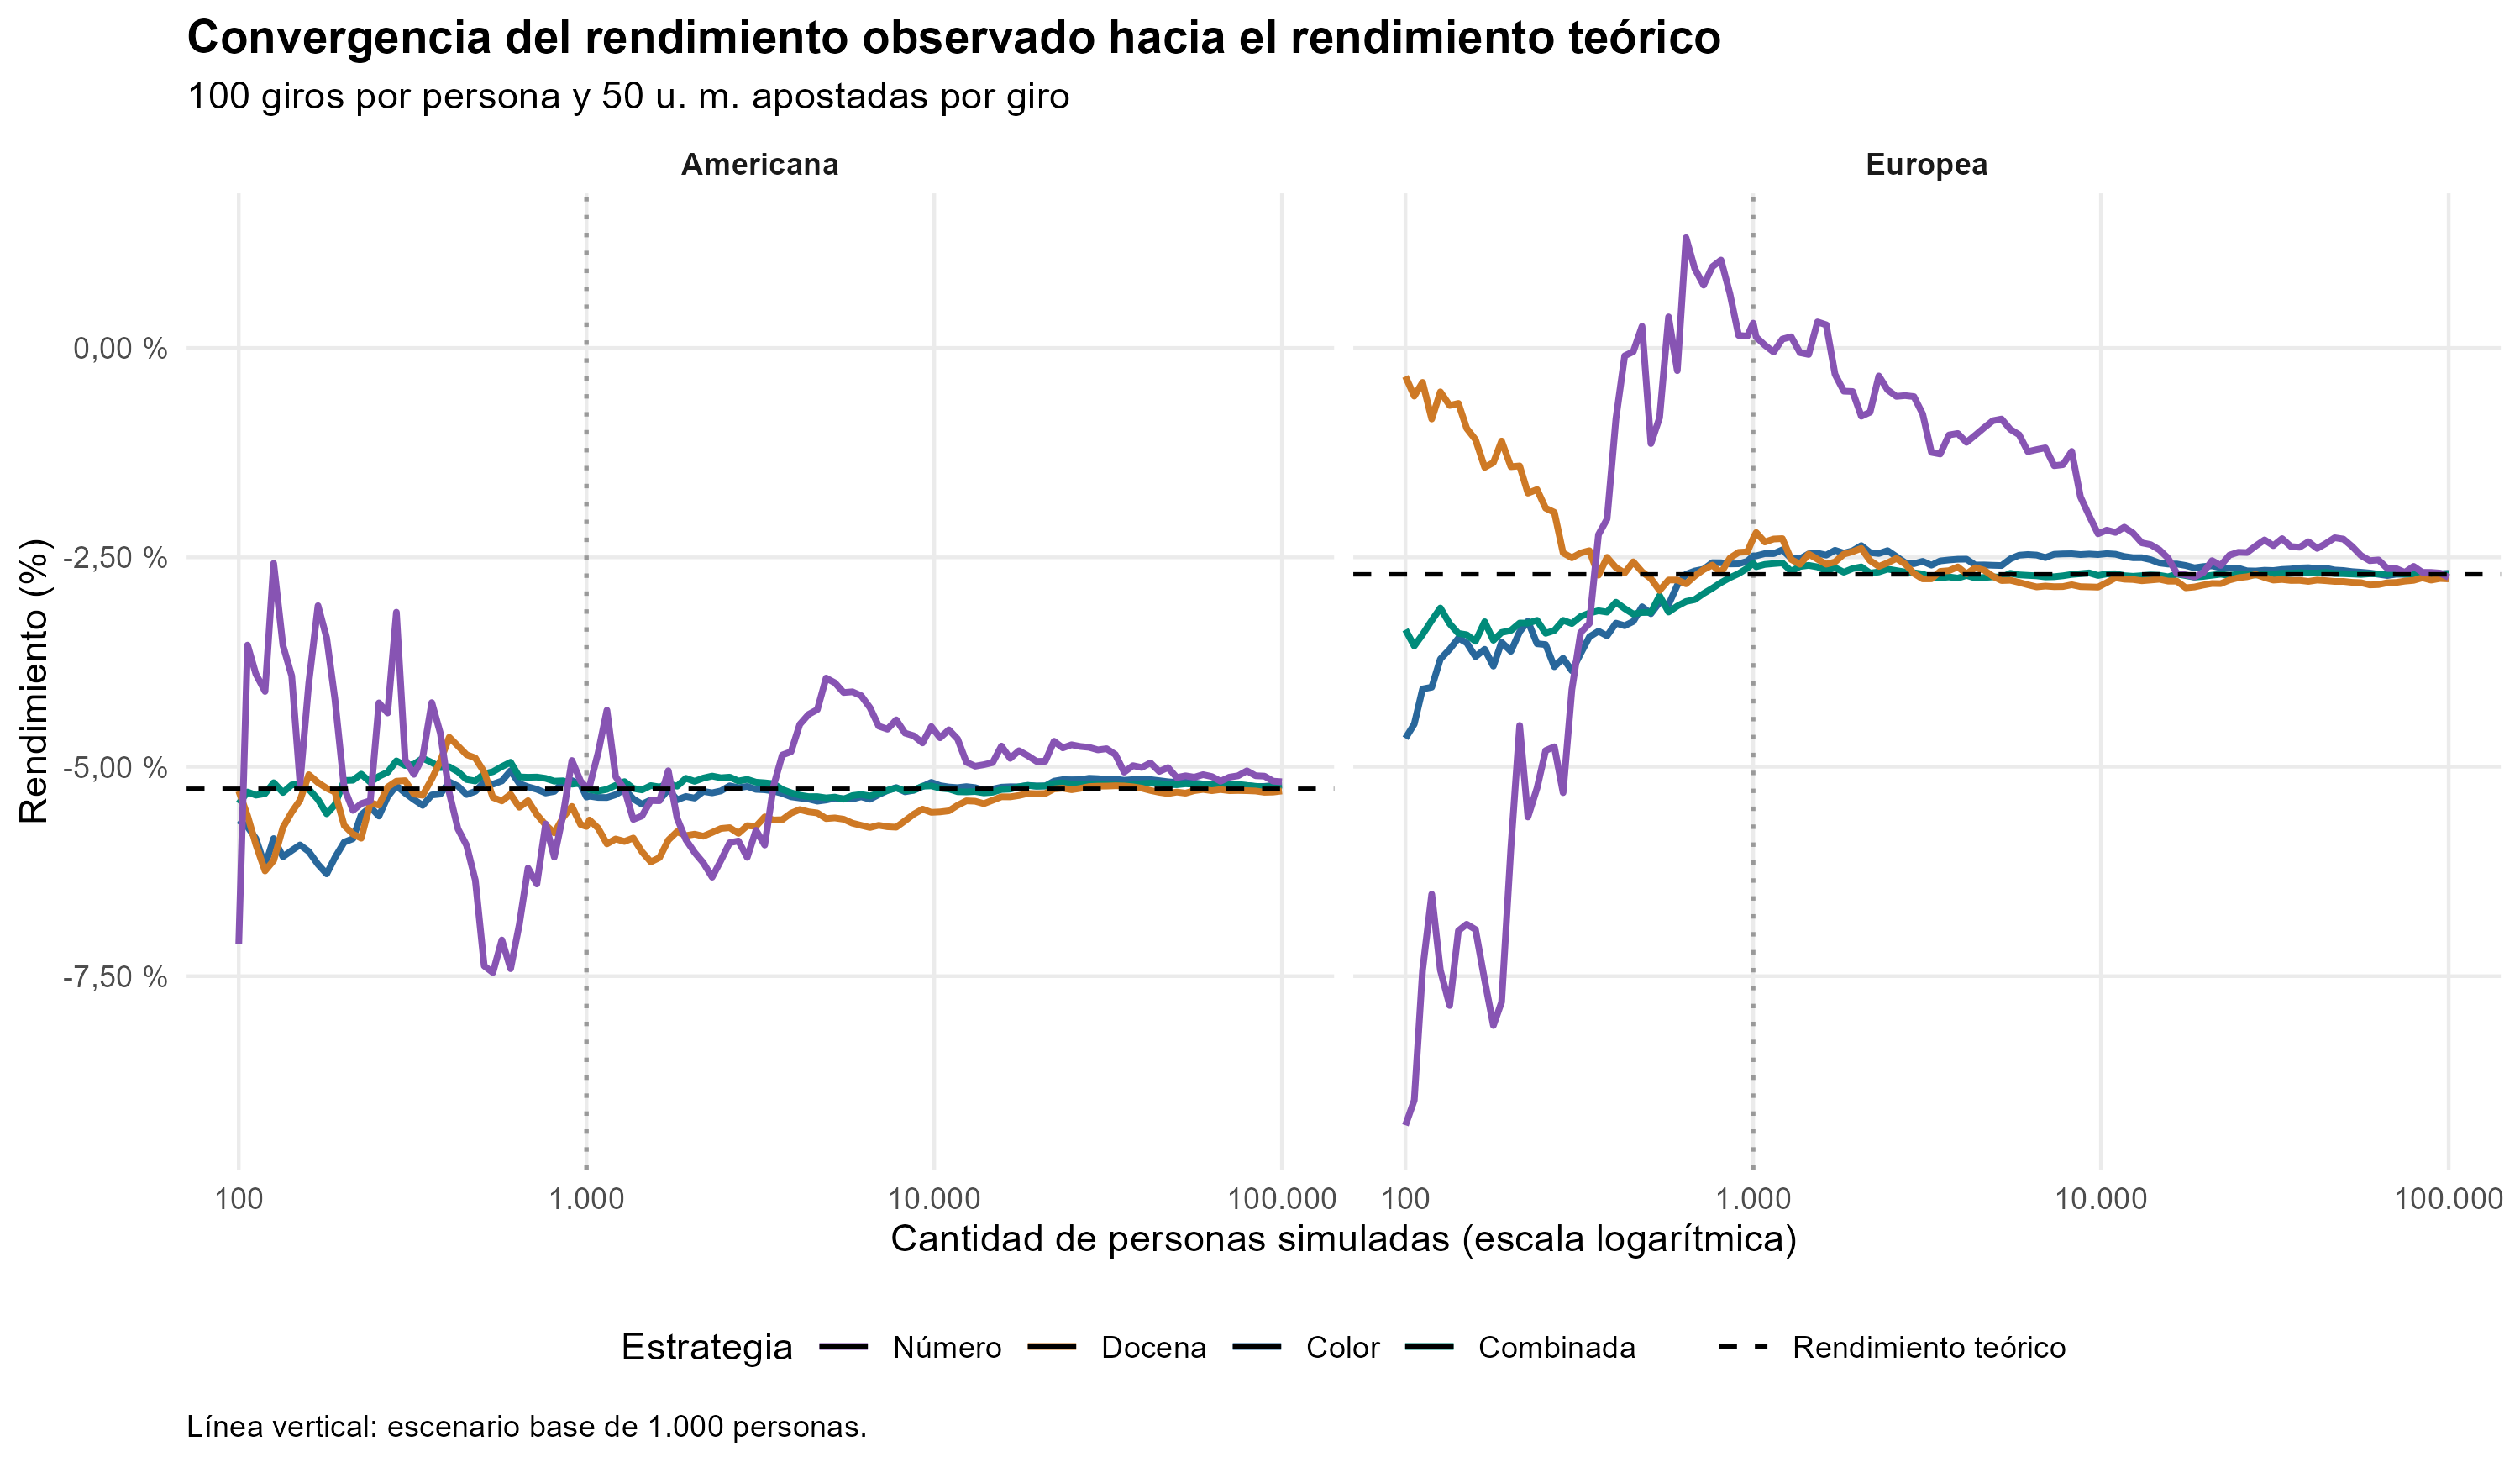 Convergencia del rendimiento observado hacia el rendimiento teórico
100 giros por persona y 50 u. m. apostadas por giro
Americana
Europea
Rendimiento (%)
0,00 %
-2,50 %
-5,00 %
-7,50 %
100
1.000
10.000
100.000
100
1.000
10.000
100.000
Cantidad de personas simuladas (escala logarítmica)
Estrategia
Número
Docena
Color
Combinada
Rendimiento teórico
Línea vertical: escenario base de 1.000 personas.